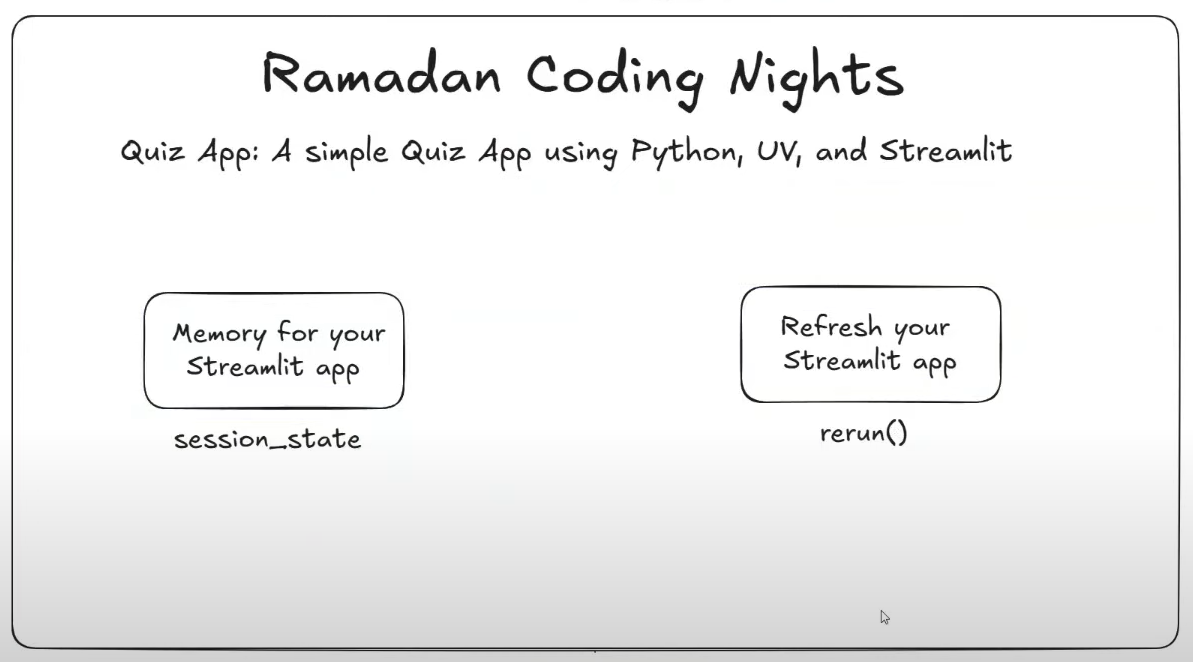 Ramadan Coding Nights
Quiz App: A simple Quiz App using Python, UV, and Streamlit
Memory for your
Streamlit app
session_state
Refresh your
Streamlit app
rerun()